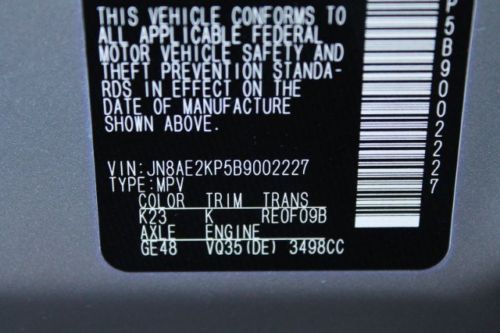 THIS VEHICLE CONFORMS TO
ALL APPLICABLE FEDERAL
MOTOR VEHICLE SAFETY AND
THEFT PREVENTION STANDA-
RDS IN EFFECT ON THE
DATE OF MANUFACTURE
SHOWN ABOVE.
VIN:JN8AE2KP5B9002227
TYPE:MPV
COLOR TRIM TRANS
K23 K RE0F09B
AXLE ENGINE
GE48 VQ35(DE) 3498CC
P5B9002227